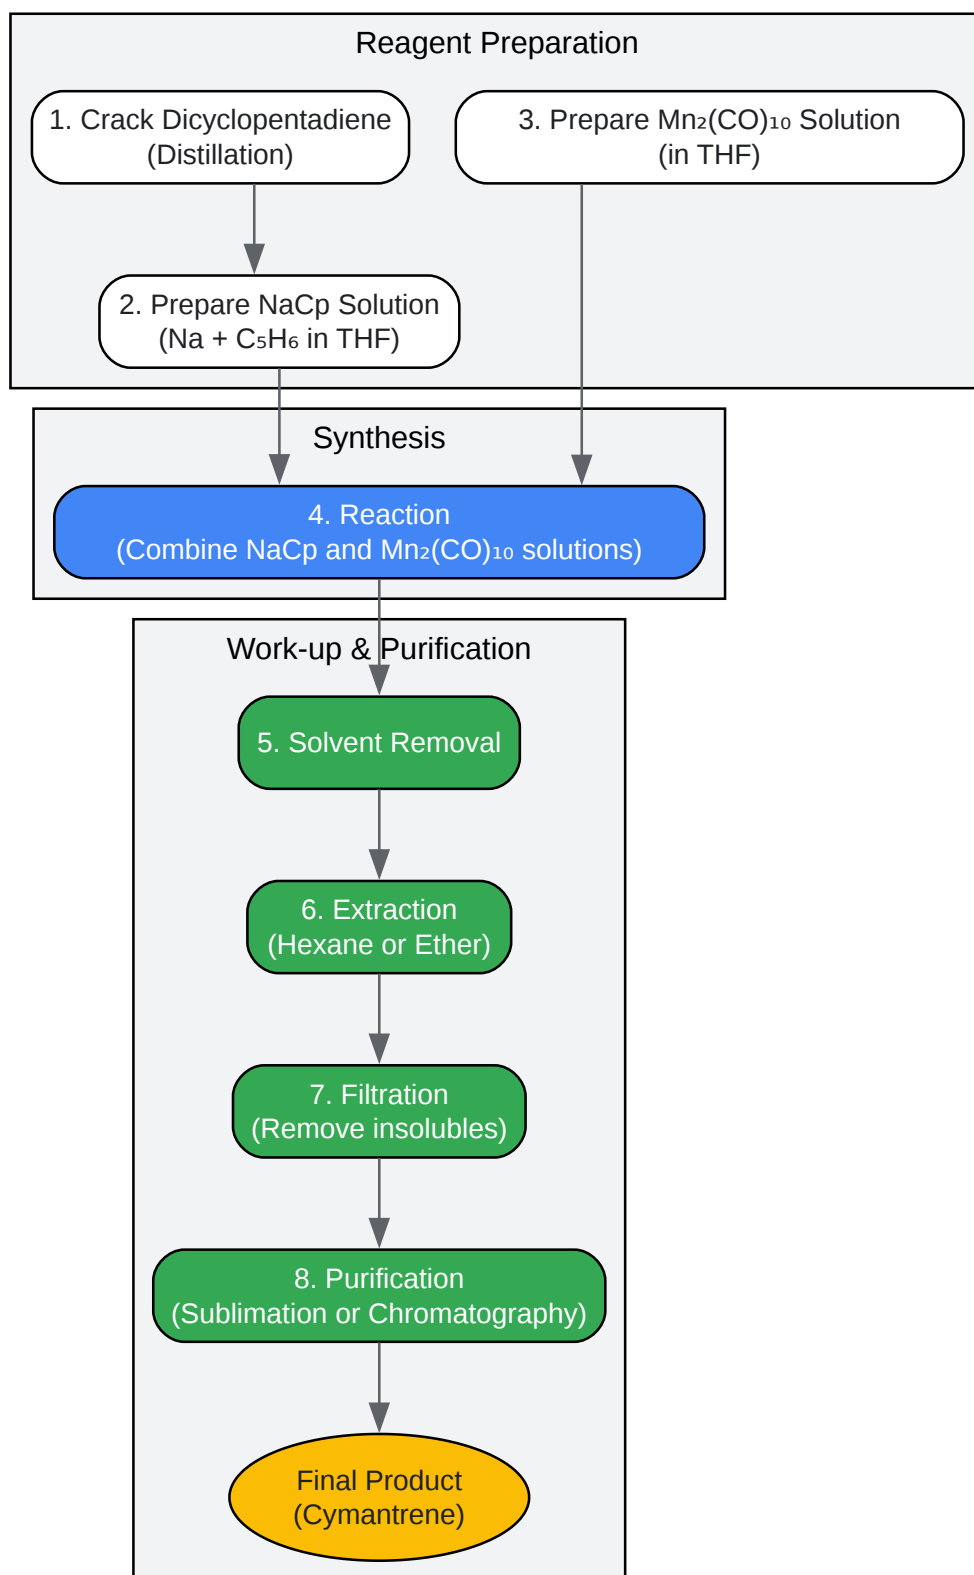 Reagent Preparation
1. Crack Dicyclopentadiene
(Distillation)
3. Prepare Mn₂(CO)₁₀ Solution
(in THF)
2. Prepare NaCp Solution
(Na + C₅H₆ in THF)
Synthesis
4. Reaction
(Combine NaCp and Mn₂(CO)₁₀ solutions)
Work-up & Purification
5. Solvent Removal
6. Extraction
(Hexane or Ether)
7. Filtration
(Remove insolubles)
8. Purification
(Sublimation or Chromatography)
Final Product
(Cymantrene)